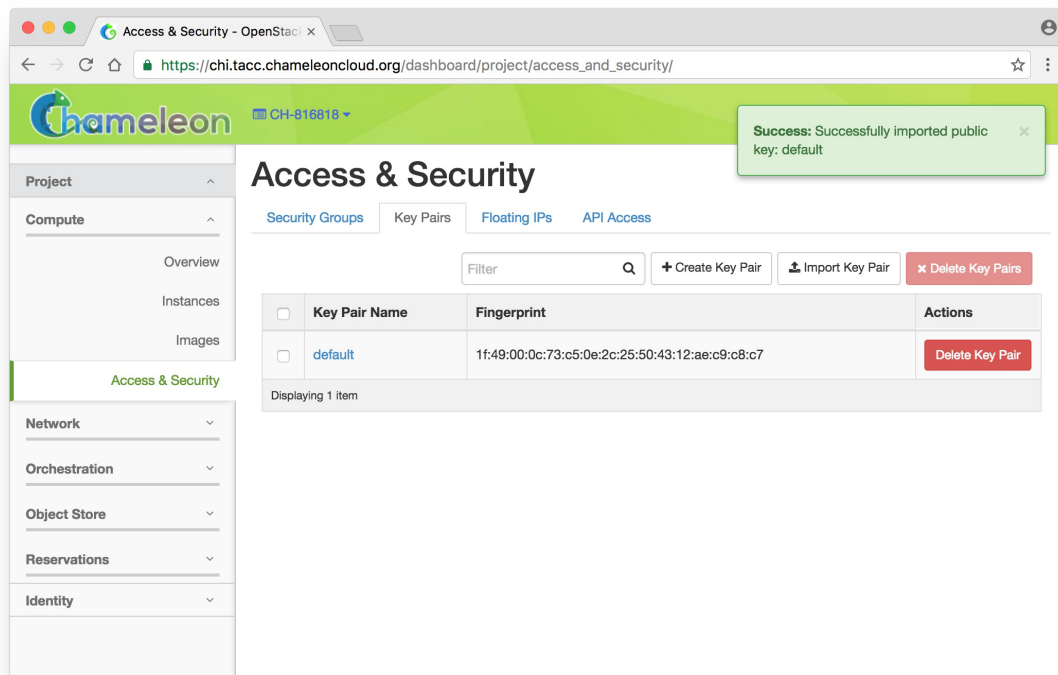 Access & Security - OpenStac
https://chi.tacc.chameleoncloud.org/dashboard/project/access_and_security/
Chameleon
CH-816818
Success: Successfully imported public
key: default
Project
Compute
Overview
Instances
Images
Access & Security
Network
Orchestration
Object Store
Reservations
Identity
Access & Security
Security Groups Key Pairs Floating IPs API Access
Filter Create Key Pair Import Key Pair Delete Key Pairs
Key Pair Name Fingerprint Actions
default 1f:49:00:0c:73:c5:0e:2c:25:50:43:12:ae:c9:c8:c7 Delete Key Pair
Displaying 1 item